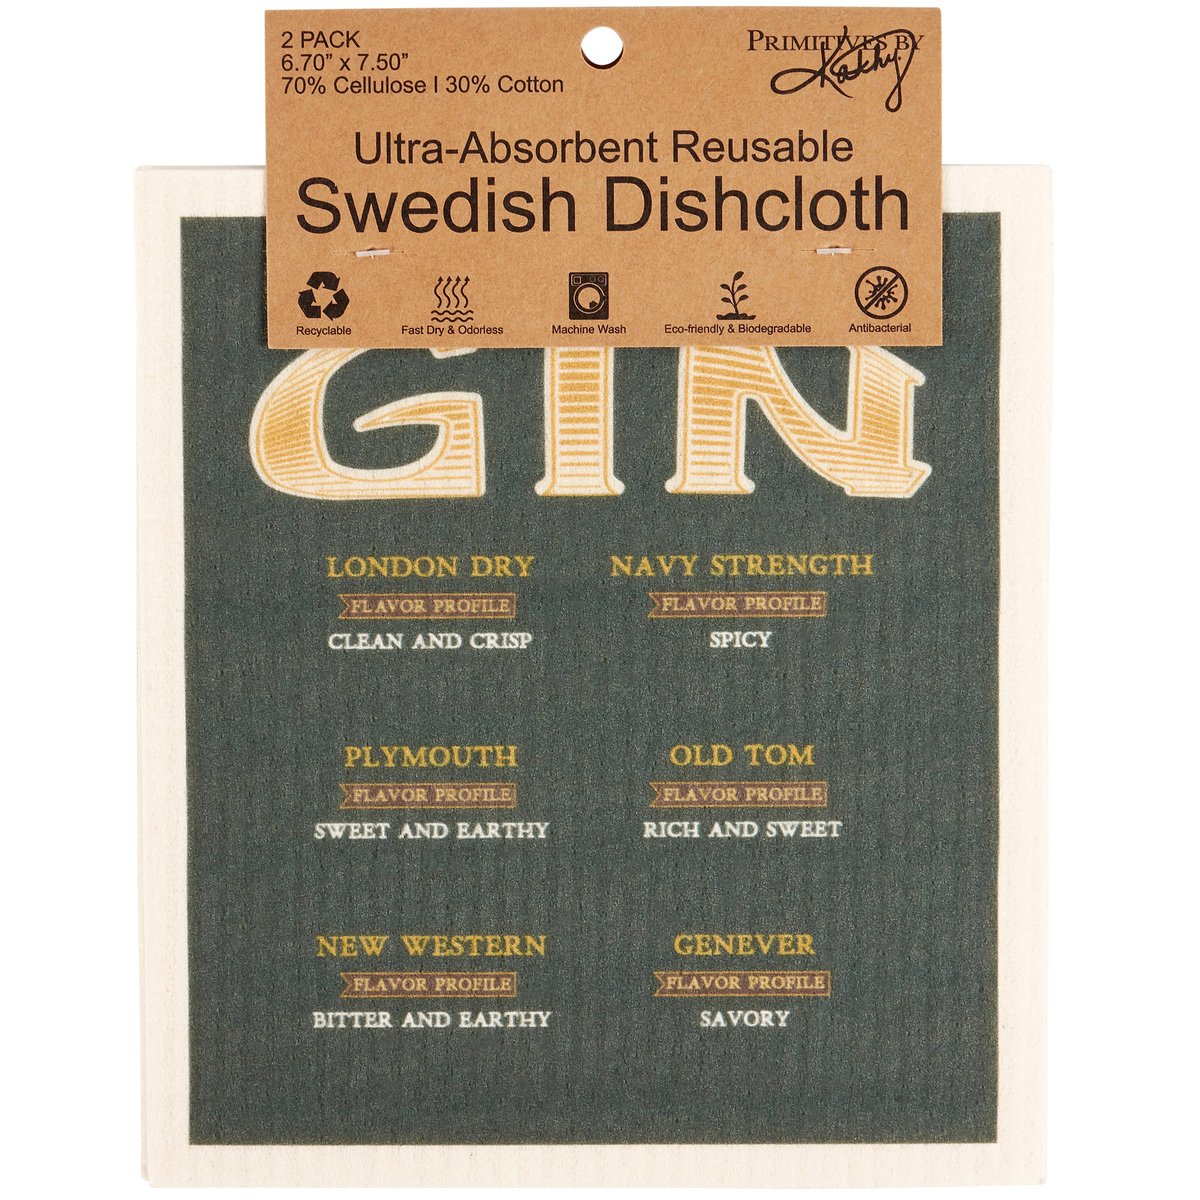 2 PACK
6.70” x 7.50”
70% Cellulose | 30% Cotton
PRIMITIVES BY
Kathy
Ultra-Absorbent Reusable
Swedish Dishcloth
Recyclable
Fast Dry & Odorless
Machine Wash
Eco-friendly & Biodegradable
Antibacterial
GIN
LONDON DRY
FLAVOR PROFILE
CLEAN AND CRISP
NAVY STRENGTH
FLAVOR PROFILE
SPICY
PLYMOUTH
FLAVOR PROFILE
SWEET AND EARTHY
OLD TOM
FLAVOR PROFILE
RICH AND SWEET
NEW WESTERN
FLAVOR PROFILE
BITTER AND EARTHY
GENEVER
FLAVOR PROFILE
SAVORY